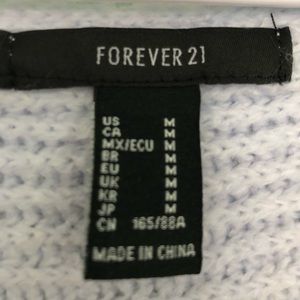 FOREVER 21
US M
CA M
MX/ECU M
BR M
EU M
UK M
KR M
JP M
CN 165/88A
MADE IN CHINA